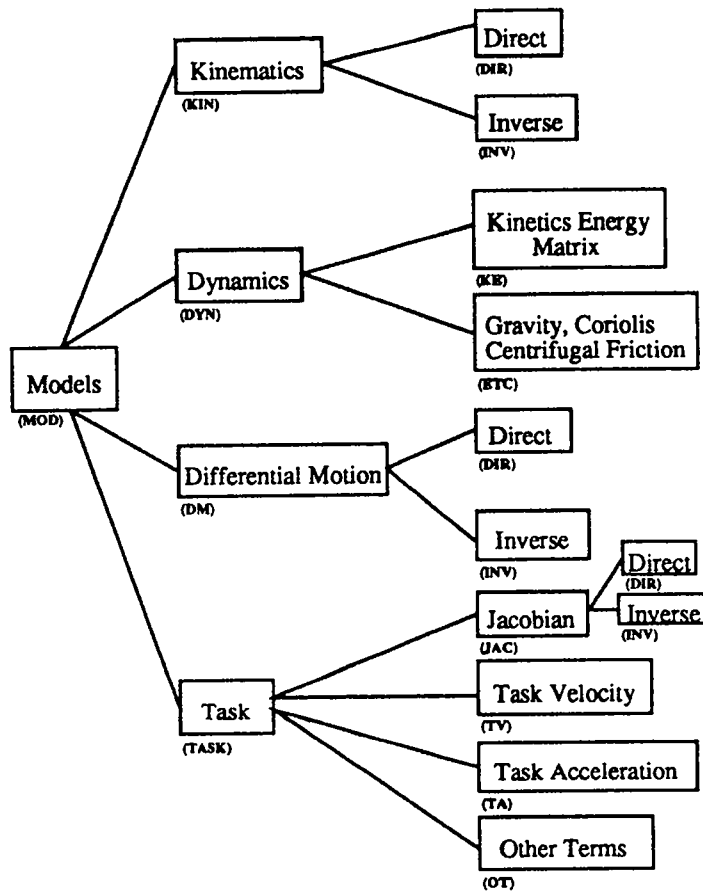 Direct
(DIR)
Kinematics
(KIN)
Inverse
(INV)
Kinetics Energy
Matrix
(KE)
Dynamics
(DYN)
Gravity, Coriolis
Centrifugal Friction
(ETC)
Models
(MOD)
Direct
(DIR)
Differential Motion
(DM)
Inverse
(INV)
Direct
(DIR)
Jacobian
(JAC)
Inverse
(INV)
Task
(TASK)
Task Velocity
(TV)
Task Acceleration
(TA)
Other Terms
(OT)